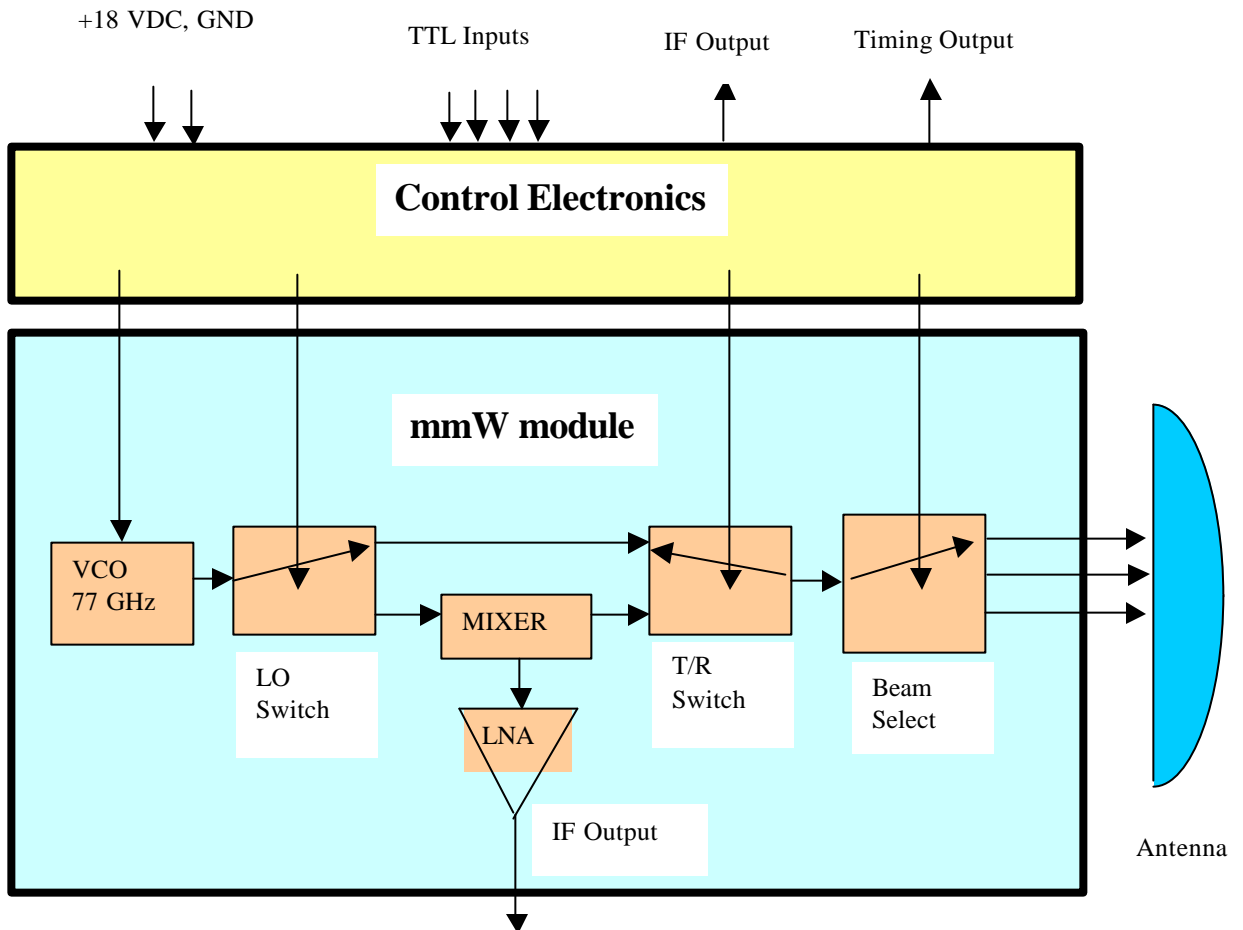 +18 VDC, GND
TTL Inputs
IF Output
Timing Output
Control Electronics
mmW module
VCO
77 GHz
MIXER
LO
Switch
T/R
Switch
Beam
Select
LNA
IF Output
Antenna